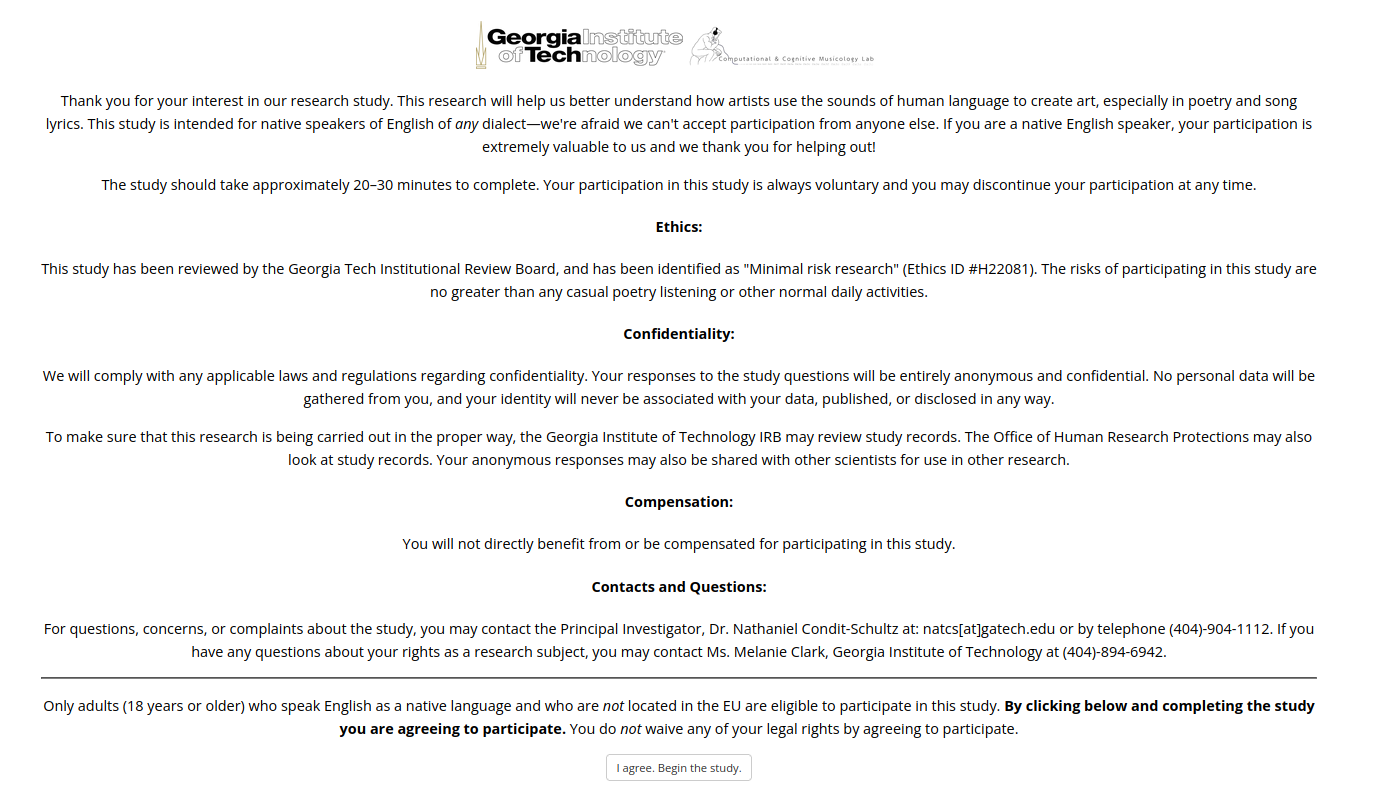 Georgia Institute
of Technology
Computational & Cognitive Musicology Lab
Thank you for your interest in our research study. This research will help us better understand how artists use the sounds of human language to create art, especially in poetry and song
lyrics. This study is intended for native speakers of English of any dialect—we're afraid we can't accept participation from anyone else. If you are a native English speaker, your participation is
extremely valuable to us and we thank you for helping out!
The study should take approximately 20–30 minutes to complete. Your participation in this study is always voluntary and you may discontinue your participation at any time.
Ethics:
This study has been reviewed by the Georgia Tech Institutional Review Board, and has been identified as "Minimal risk research" (Ethics ID #H22081). The risks of participating in this study are
no greater than any casual poetry listening or other normal daily activities.
Confidentiality:
We will comply with any applicable laws and regulations regarding confidentiality. Your responses to the study questions will be entirely anonymous and confidential. No personal data will be
gathered from you, and your identity will never be associated with your data, published, or disclosed in any way.
To make sure that this research is being carried out in the proper way, the Georgia Institute of Technology IRB may review study records. The Office of Human Research Protections may also
look at study records. Your anonymous responses may also be shared with other scientists for use in other research.
Compensation:
You will not directly benefit from or be compensated for participating in this study.
Contacts and Questions:
For questions, concerns, or complaints about the study, you may contact the Principal Investigator, Dr. Nathaniel Condit-Schultz at: natcs[at]gatech.edu or by telephone (404)-904-1112. If you
have any questions about your rights as a research subject, you may contact Ms. Melanie Clark, Georgia Institute of Technology at (404)-894-6942.
Only adults (18 years or older) who speak English as a native language and who are not located in the EU are eligible to participate in this study. By clicking below and completing the study
you are agreeing to participate. You do not waive any of your legal rights by agreeing to participate.
I agree. Begin the study.